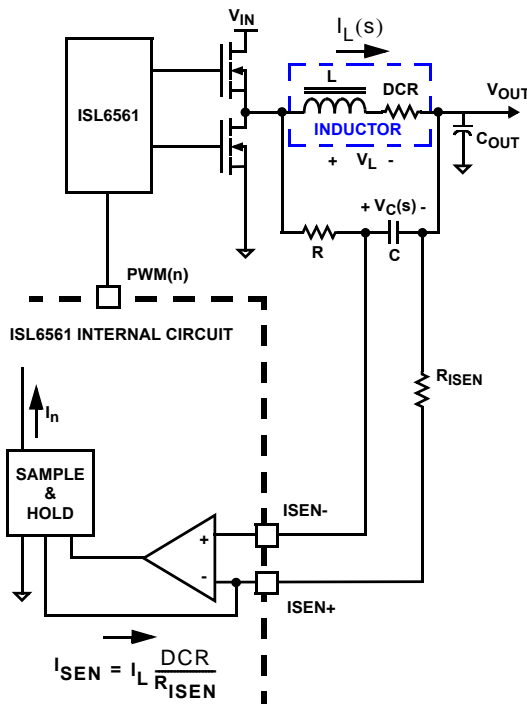 V_IN
I_L(s)
L
DCR
V_OUT
ISL6561
INDUCTOR
C_OUT
+ V_L -
+ V_C(s) -
R
C
PWM(n)
ISL6561 INTERNAL CIRCUIT
R_ISEN
I_n
SAMPLE
&
HOLD
ISEN-
+
-
ISEN+
I_SEN = I_L DCR/R_ISEN